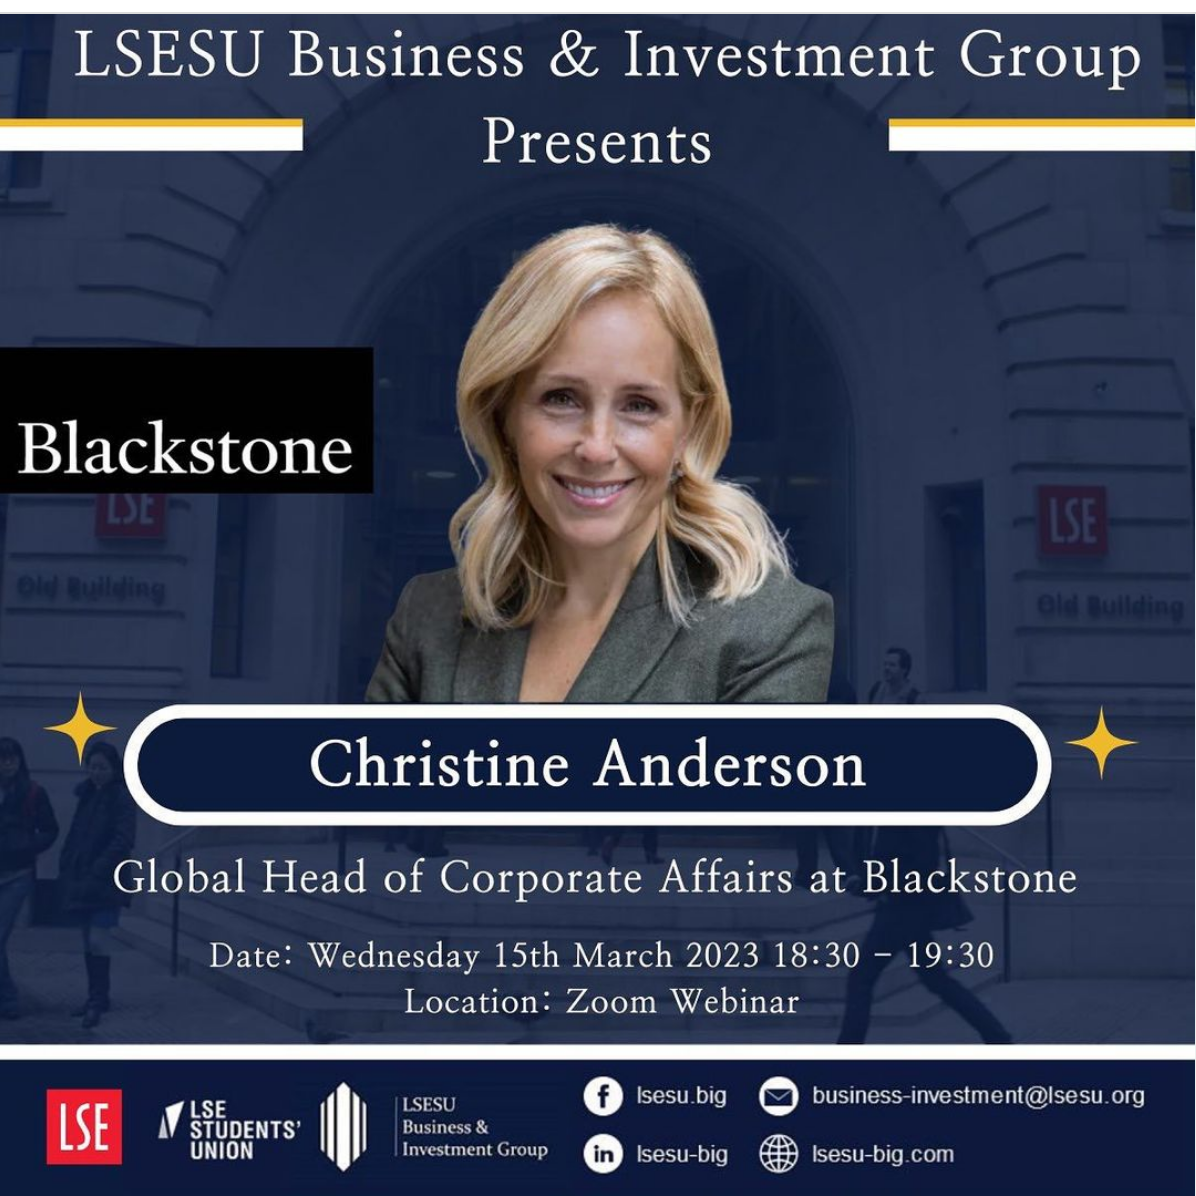 LSESU Business & Investment Group
Presents
Blackstone
LSE
LSE
Old Building
Old Building
Christine Anderson
Global Head of Corporate Affairs at Blackstone
Date: Wednesday 15th March 2023 18:30 – 19:30
Location: Zoom Webinar
LSE
LSE
STUDENTS'
UNION
LSESU
Business &
Investment Group
f lsesu.big
business-investment@lsesu.org
in lsesu-big
lsesu-big.com